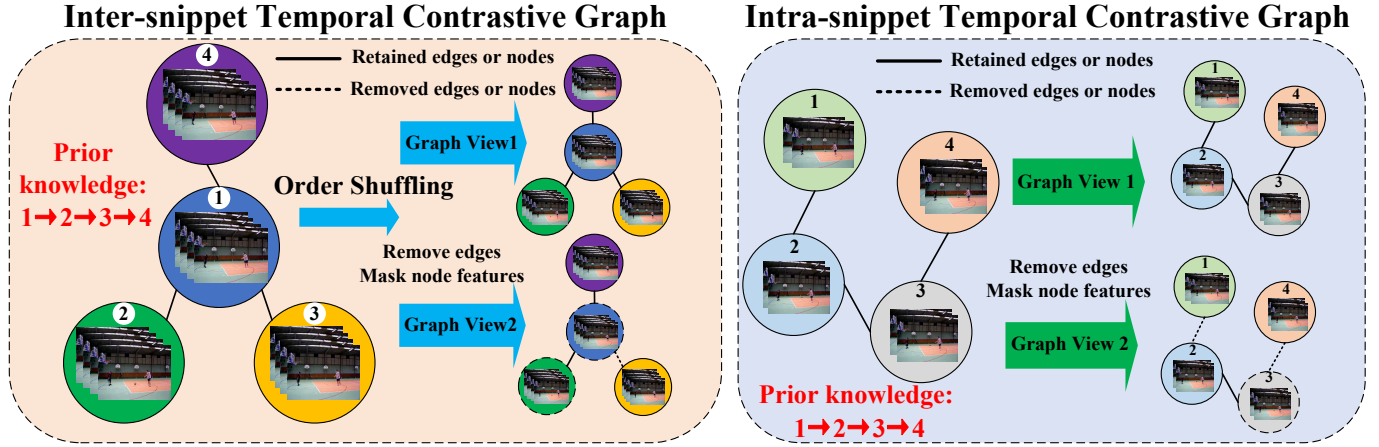 Inter-snippet Temporal Contrastive Graph
4
Retained edges or nodes
Removed edges or nodes
Prior
knowledge:
1→2→3→4
Graph View1
Order Shuffling
1
Remove edges
Mask node features
Graph View2
2
3
Intra-snippet Temporal Contrastive Graph
Retained edges or nodes
Removed edges or nodes
1
4
2
3
Graph View 1
1
4
2
3
Remove edges
Mask node features
Graph View 2
1
4
2
3
Prior knowledge:
1→2→3→4